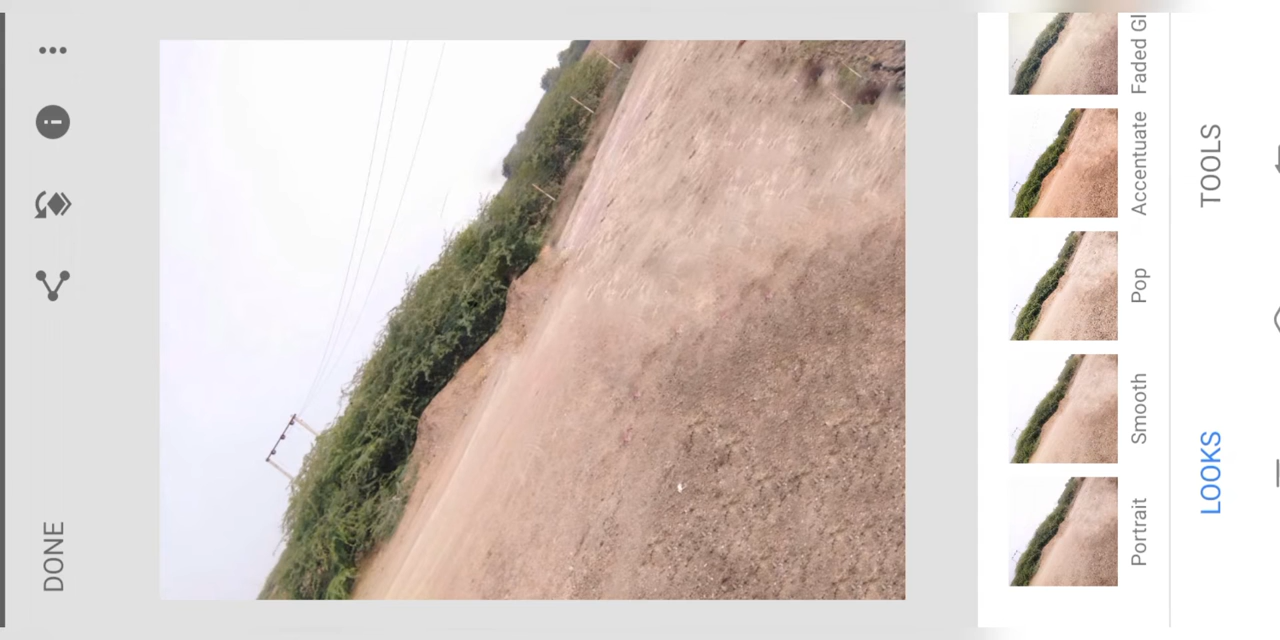 DONE
Portrait
Smooth
Pop
Accentuate
Faded Gl
LOOKS
TOOLS